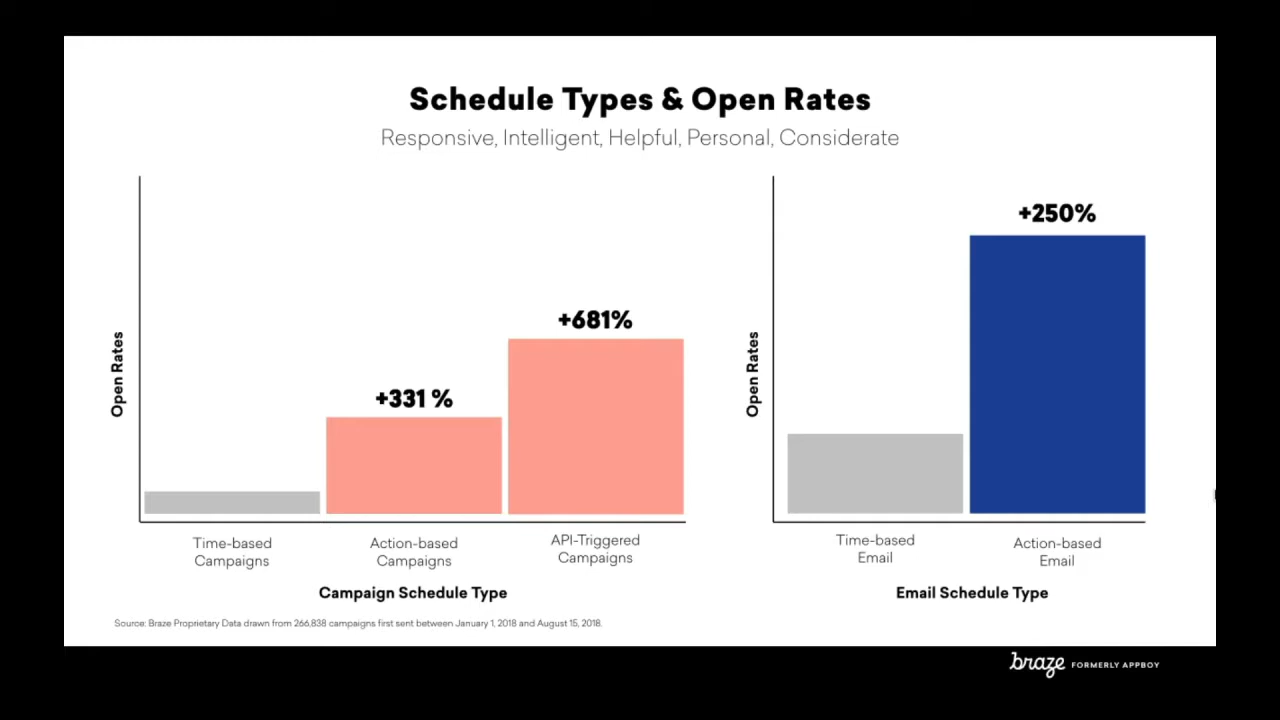 Schedule Types & Open Rates
Responsive, Intelligent, Helpful, Personal, Considerate
Open Rates
+331 %
+681%
Time-based
Campaigns
Action-based
Campaigns
API-Triggered
Campaigns
Campaign Schedule Type
Open Rates
+250%
Time-based
Email
Action-based
Email
Email Schedule Type
Source: Braze Proprietary Data drawn from 266,838 campaigns first sent between January 1, 2018 and August 15, 2018.
braze FORMERLY APPBOY